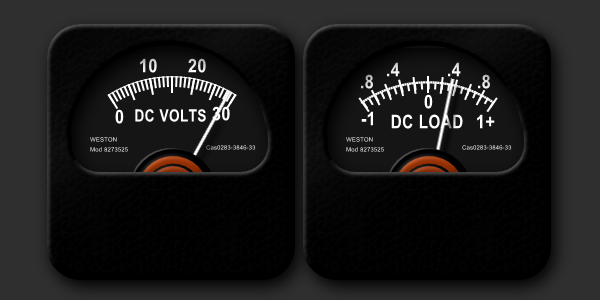 10 20
0 DC VOLTS 30
WESTON
Mod 8273525
Cas0283-3846-33
.8 .4 .4 .8
0
-1 DC LOAD 1+
WESTON
Mod 8273525
Cas0283-3846-33